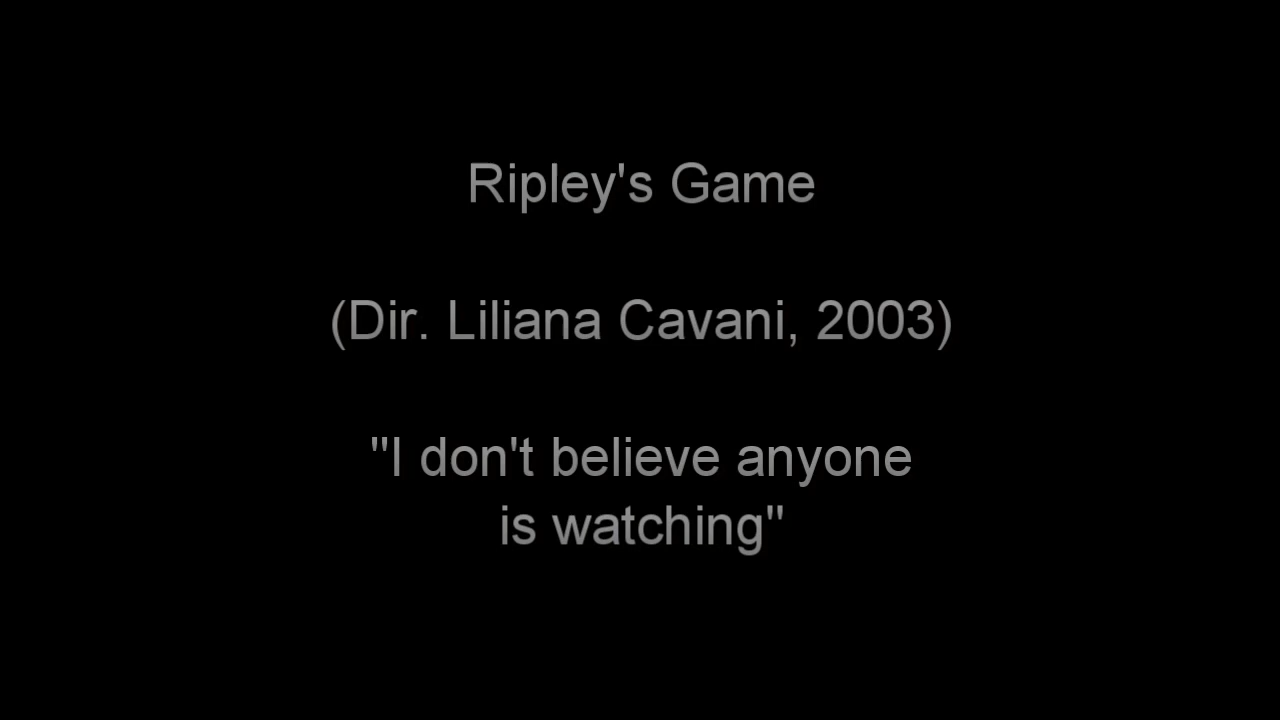 Ripley's Game
(Dir. Liliana Cavani, 2003)
"I don't believe anyone
is watching"